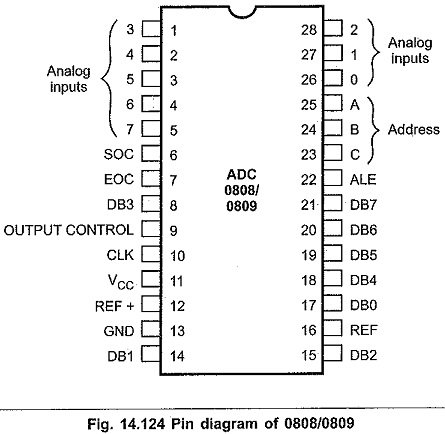 3 1 28 2
4 2 27 1
Analog inputs
5 3 26 0
Analog inputs
6 4 25 A
7 5 24 B
Address
SOC 6 23 C
EOC 7 22 ALE
ADC
0808/
0809
DB3 8 21 DB7
OUTPUT CONTROL 9 20 DB6
CLK 10 19 DB5
VCC 11 18 DB4
REF + 12 17 DB0
GND 13 16 REF
DB1 14 15 DB2
Fig. 14.124 Pin diagram of 0808/0809